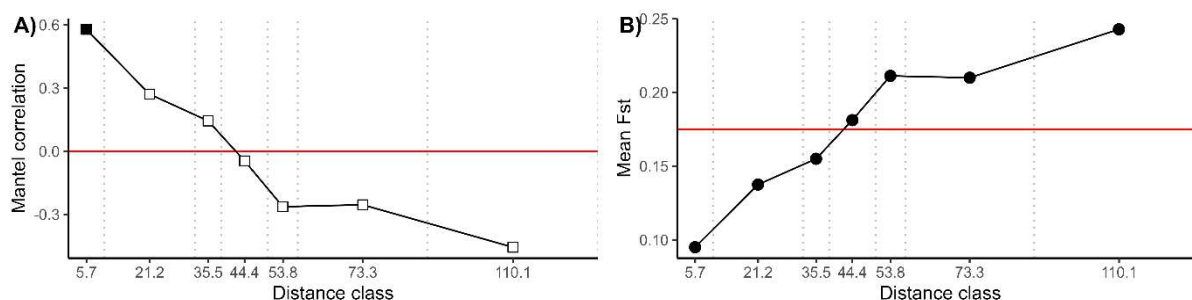 A)
Mantel correlation
0.6
0.3
0.0
-0.3
5.7 21.2 35.5 44.4 53.8 73.3 110.1
Distance class
B)
Mean Fst
0.25
0.20
0.15
0.10
5.7 21.2 35.5 44.4 53.8 73.3 110.1
Distance class